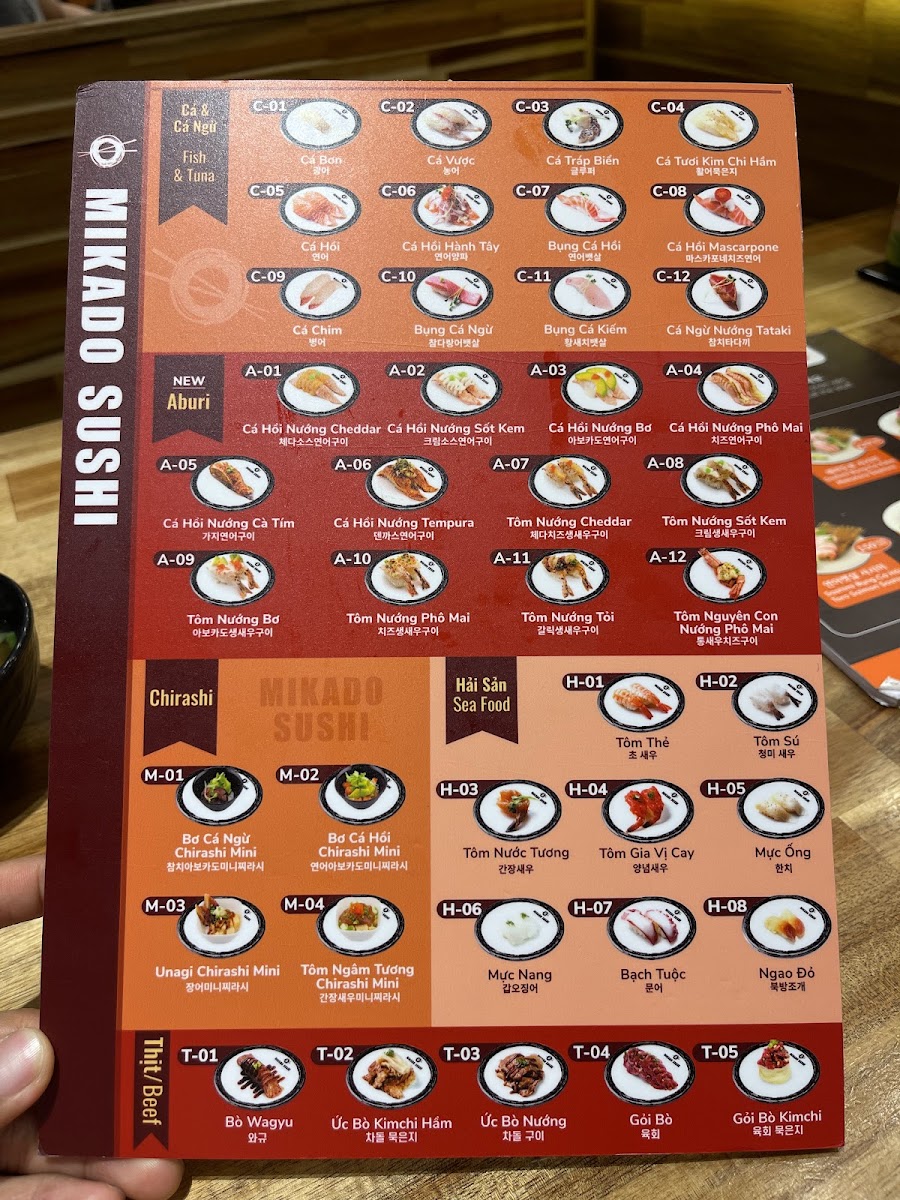 MIKADO SUSHI
Cá &
Cá Ngừ
Fish
& Tuna
C-01
Cá Bơn
광어
C-02
Cá Vược
농어
C-03
Cá Tráp Biển
글루퍼
C-04
Cá Tươi Kim Chi Hầm
활어묵은지
C-05
Cá Hồi
연어
C-06
Cá Hồi Hành Tây
연어양파
C-07
Bụng Cá Hồi
연어뱃살
C-08
Cá Hồi Mascarpone
마스카포네치즈연어
C-09
Cá Chim
병어
C-10
Bụng Cá Ngừ
참다랑어뱃살
C-11
Bụng Cá Kiếm
황새치뱃살
C-12
Cá Ngừ Nướng Tataki
참치타다끼
NEW
Aburi
A-01
Cá Hồi Nướng Cheddar
체다소스연어구이
A-02
Cá Hồi Nướng Sốt Kem
크림소스연어구이
A-03
Cá Hồi Nướng Bơ
아보카도연어구이
A-04
Cá Hồi Nướng Phô Mai
치즈연어구이
A-05
Cá Hồi Nướng Cà Tím
가지연어구이
A-06
Cá Hồi Nướng Tempura
덴까스연어구이
A-07
Tôm Nướng Cheddar
체다치즈생새우구이
A-08
Tôm Nướng Sốt Kem
크림생새우구이
A-09
Tôm Nướng Bơ
아보카도생새우구이
A-10
Tôm Nướng Phô Mai
치즈생새우구이
A-11
Tôm Nướng Tỏi
갈릭생새우구이
A-12
Tôm Nguyên Con
Nướng Phô Mai
통새우치즈구이
Chirashi
MIKADO
SUSHI
M-01
Bơ Cá Ngừ
Chirashi Mini
참치아보카도미니찌라시
M-02
Bơ Cá Hồi
Chirashi Mini
연어아보카도미니찌라시
M-03
Unagi Chirashi Mini
장어미니찌라시
M-04
Tôm Ngâm Tương
Chirashi Mini
간장새우미니찌라시
Hải Sản
Sea Food
H-01
Tôm Thẻ
초 새우
H-02
Tôm Sú
청미 새우
H-03
Tôm Nước Tương
간장새우
H-04
Tôm Gia Vị Cay
양념새우
H-05
Mực Ống
한치
H-06
Mực Nang
갑오징어
H-07
Bạch Tuộc
문어
H-08
Ngao Đỏ
북방조개
Thịt/Beef
T-01
Bò Wagyu
와규
T-02
Ức Bò Kimchi Hầm
차돌 묵은지
T-03
Ức Bò Nướng
차돌 구이
T-04
Gỏi Bò
육회
T-05
Gỏi Bò Kimchi
육회 묵은지